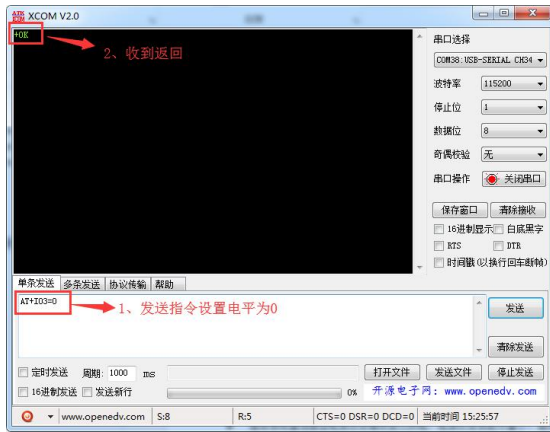 ATK XCOM V2.0
+OK
2、收到返回
串口选择
COM38:USB-SERIAL CH34
波特率 115200
停止位 1
数据位 8
奇偶校验 无
串口操作 关闭串口
保存窗口 清除接收
16进制显示 白底黑字
RTS DTR
时间戳(以换行回车断帧)
单条发送 多条发送 协议传输 帮助
AT+IO3=0
1、发送指令设置电平为0
发送
清除发送
定时发送 周期: 1000 ms 打开文件 发送文件 停止发送
16进制发送 发送新行 0% 开源电子网: www.openedv.com
www.openedv.com S:8 R:5 CTS=0 DSR=0 DCD=0 当前时间 15:25:57